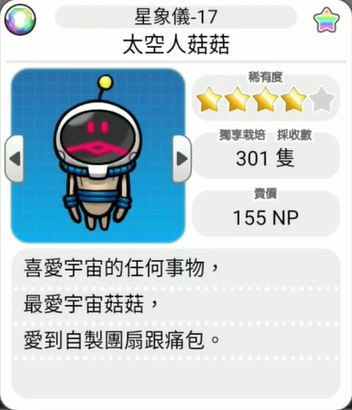 星象儀-17
太空人菇菇
稀有度
獨享栽培 採收數
301 隻
賣價
155 NP
喜愛宇宙的任何事物，
最愛宇宙菇菇，
愛到自製團扇跟痛包。